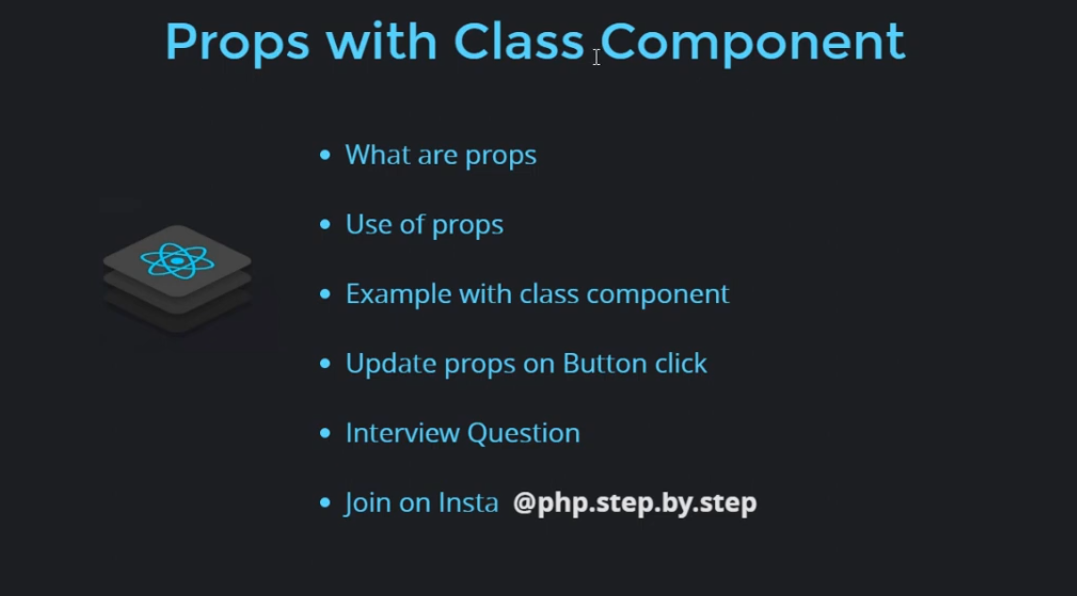 Props with Class Component
• What are props
• Use of props
• Example with class component
• Update props on Button click
• Interview Question
• Join on Insta @php.step.by.step